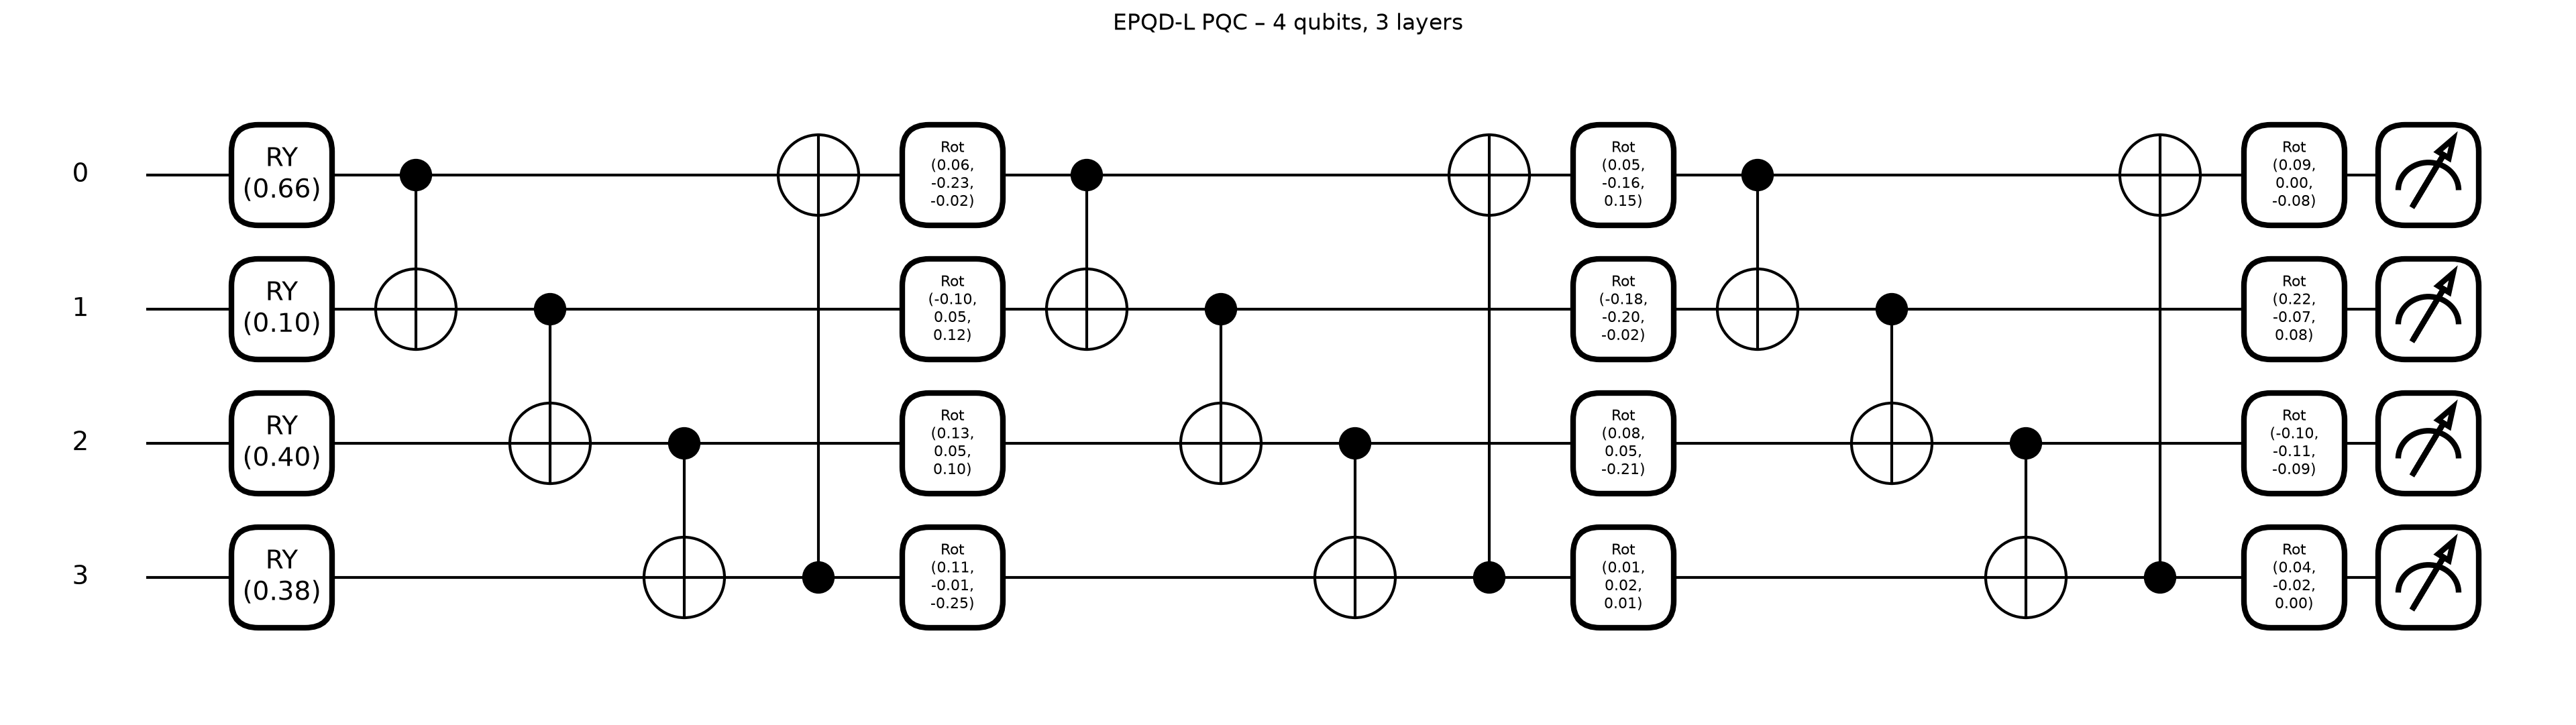 EPQD-L PQC – 4 qubits, 3 layers
0
RY
(0.66)
Rot
(0.06,
-0.23,
-0.02)
Rot
(0.05,
-0.16,
0.15)
Rot
(0.09,
0.00,
-0.08)
1
RY
(0.10)
Rot
(-0.10,
0.05,
0.12)
Rot
(-0.18,
-0.20,
-0.02)
Rot
(0.22,
-0.07,
0.08)
2
RY
(0.40)
Rot
(0.13,
0.05,
0.10)
Rot
(0.08,
0.05,
-0.21)
Rot
(-0.10,
-0.11,
-0.09)
3
RY
(0.38)
Rot
(0.11,
-0.01,
-0.25)
Rot
(0.01,
0.02,
0.01)
Rot
(0.04,
-0.02,
0.00)